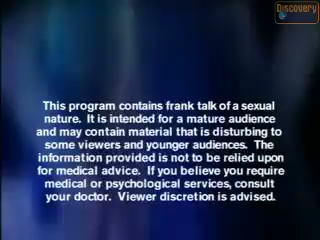 Discovery
This program contains frank talk of a sexual
nature. It is intended for a mature audience
and may contain material that is disturbing to
some viewers and younger audiences. The
information provided is not to be relied upon
for medical advice. If you believe you require
medical or psychological services, consult
your doctor. Viewer discretion is advised.